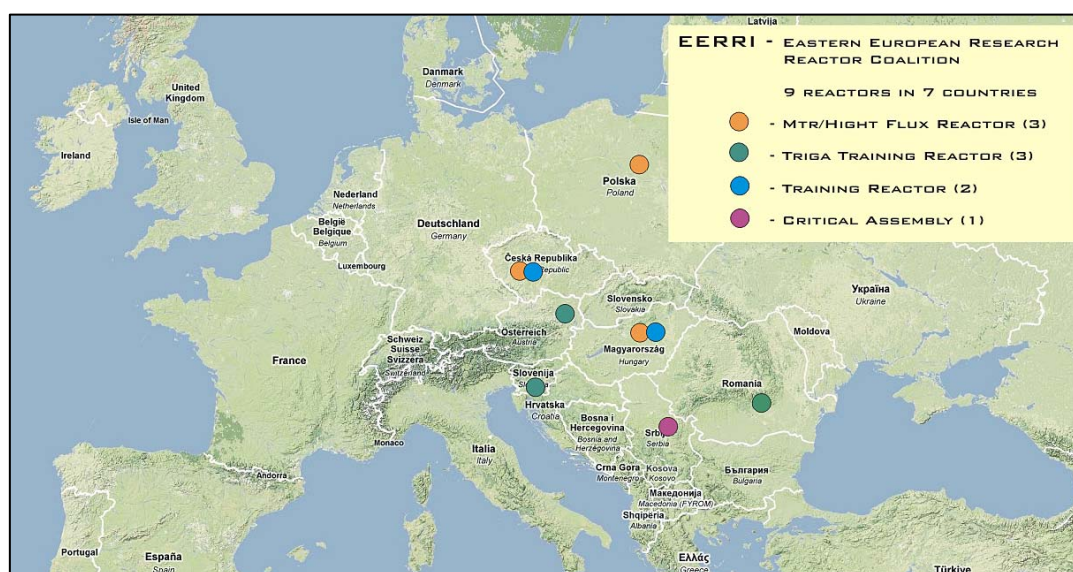 Latvija
Latvia
EERRI - EASTERN EUROPEAN RESEARCH
REACTOR COALITION
9 REACTORS IN 7 COUNTRIES
- MTR/HIGHT FLUX REACTOR (3)
- TRIGA TRAINING REACTOR (3)
- TRAINING REACTOR (2)
- CRITICAL ASSEMBLY (1)
Danmark
Denmark
United
Kingdom
Isle of Man
Ireland
Polska
Poland
Nederland
Netherlands
België
Belgique
Belgium
Deutschland
Germany
Luxembourg
Česká Republika
Republic
Slovensko
Slovakia
Україна
Ukraine
Österreich
Austria
Moldova
Schweiz
Suisse
Svizzera
Switzerland
France
Magyarország
Hungary
Slovenija
Romania
Hrvatska
Croatia
Monaco
Bosna i
Hercegovina
Bosnia and
Herzegovina
Serbia
Italia
Italy
Andorra
Crna Gora
Montenegro
Kosova
Kosovo
България
Bulgaria
Македонија
Macedonia (FYROM)
Shqipëria
Albania
Portugal
España
Spain
Ελλάς
Greece
Türkiye